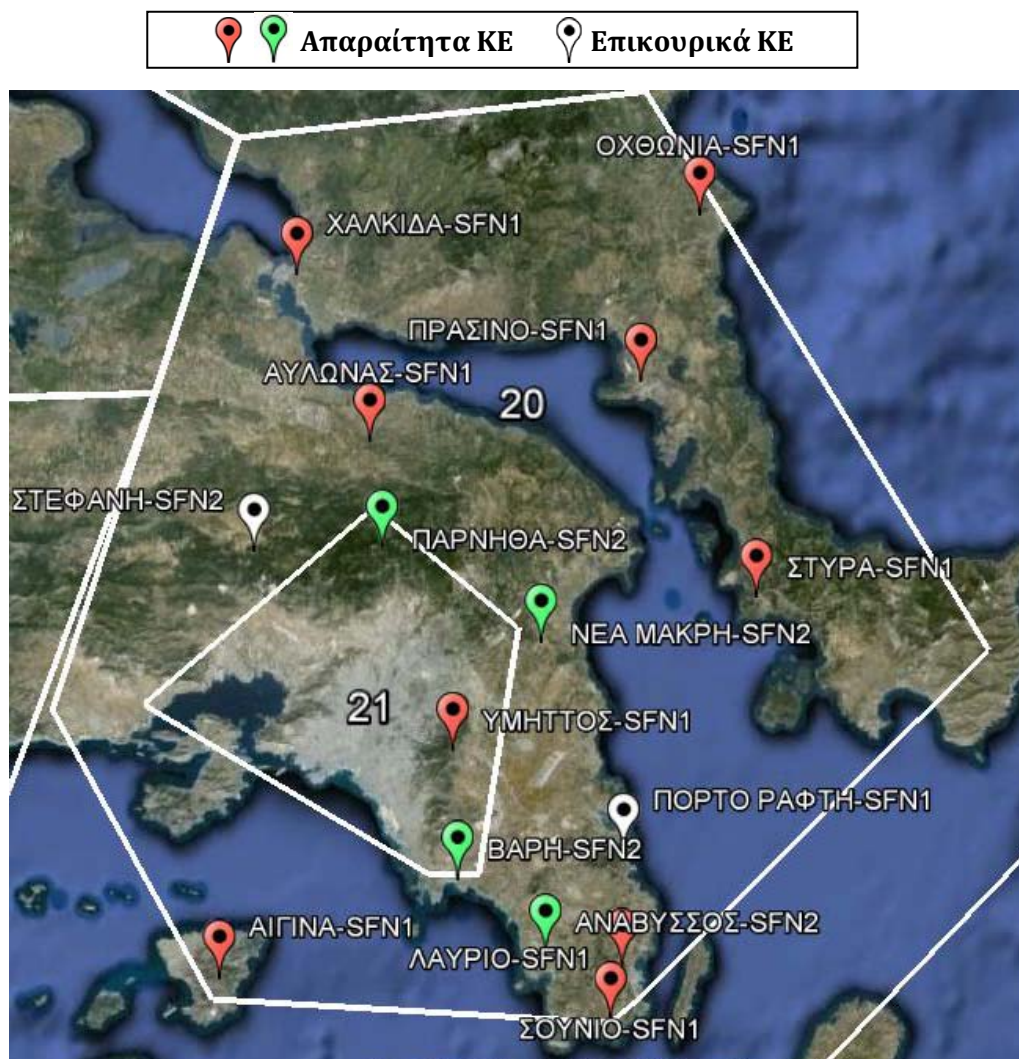 Απαραίτητα ΚΕ Επικουρικά ΚΕ
ΟΧΘΩΝΙΑ-SFN1
ΧΑΛΚΙΔΑ-SFN1
ΠΡΑΣΙΝΟ-SFN1
ΑΥΛΩΝΑΣ-SFN1
20
ΣΤΕΦΑΝΗ-SFN2
ΠΑΡΝΗΘΑ-SFN2
ΣΤΥΡΑ-SFN1
ΝΕΑ ΜΑΚΡΗ-SFN2
21
ΥΜΗΤΤΟΣ-SFN1
ΠΟΡΤΟ ΡΑΦΤΗ-SFN1
ΒΑΡΗ-SFN2
ΑΙΓΙΝΑ-SFN1
ΑΝΑΒΥΣΣΟΣ-SFN2
ΛΑΥΡΙΟ-SFN1
ΣΟΥΝΙΟ-SFN1